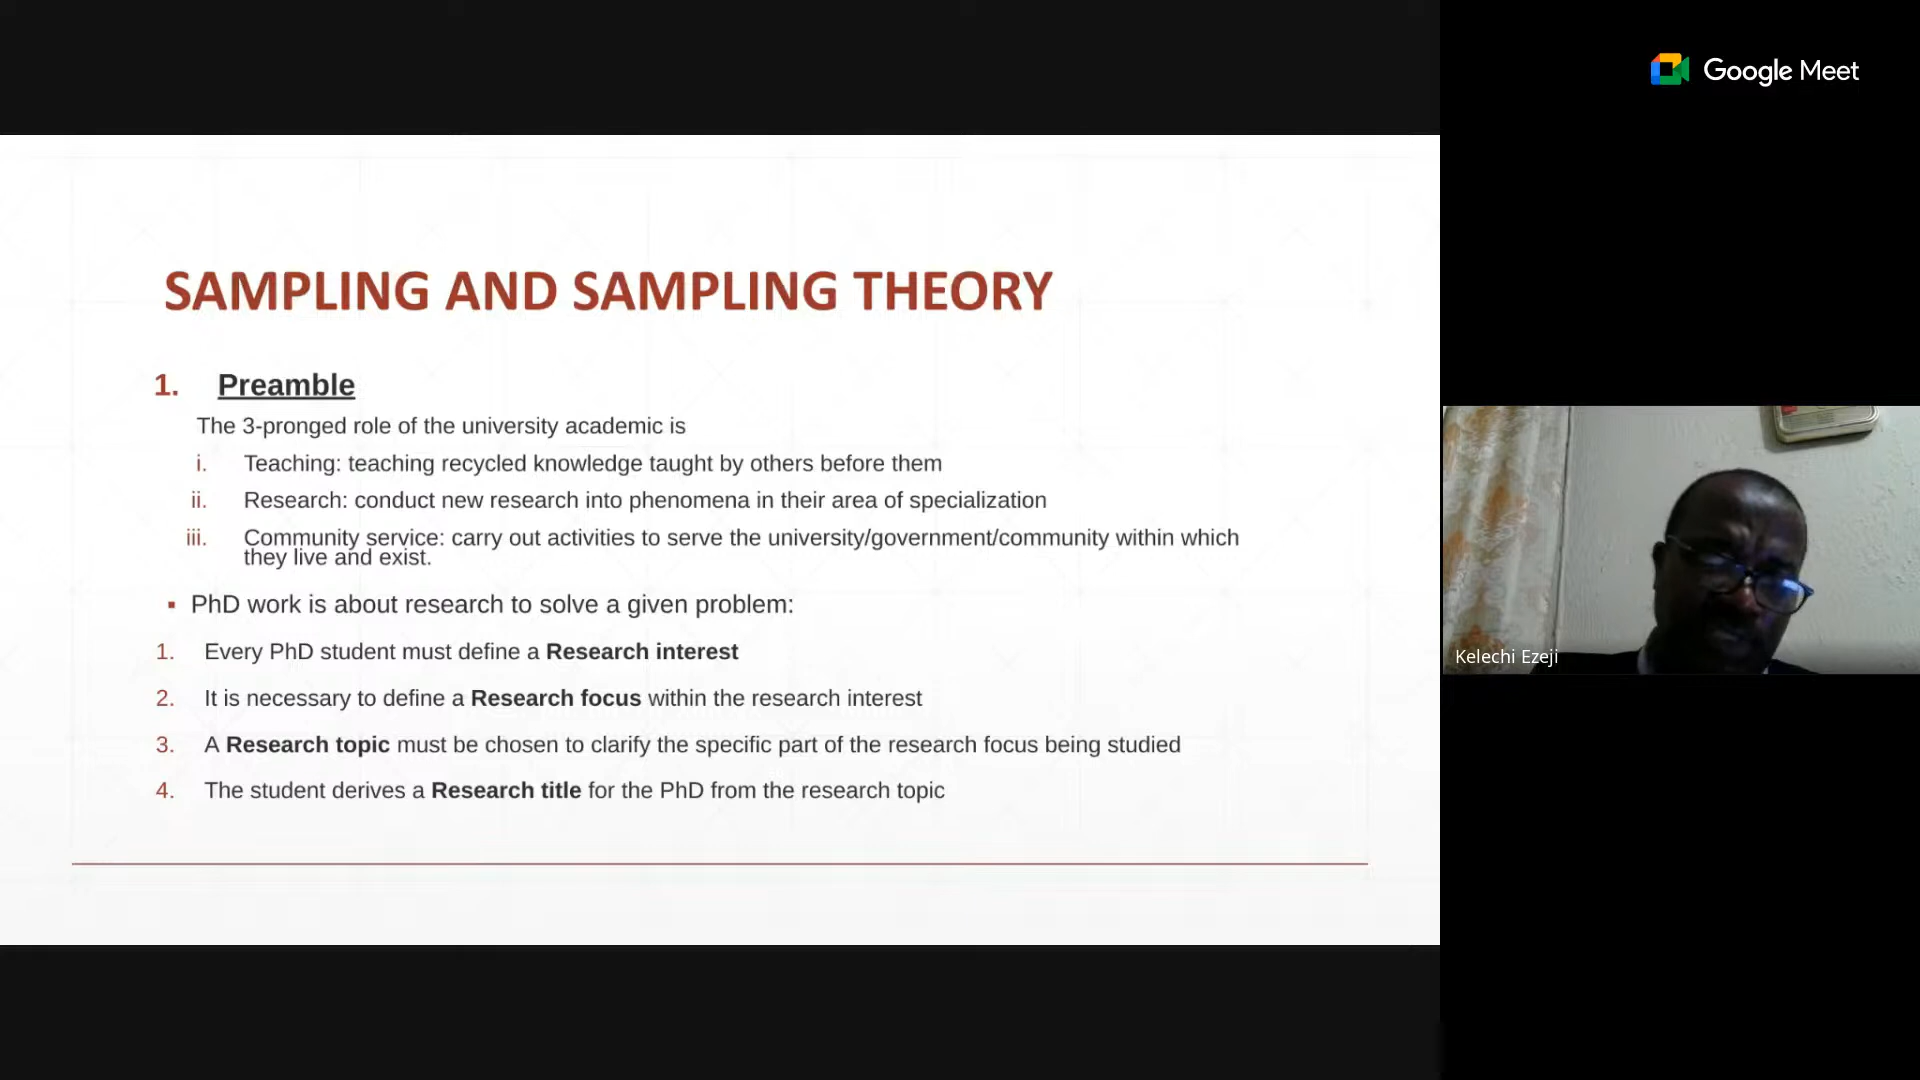 Google Meet
SAMPLING AND SAMPLING THEORY
1. Preamble
The 3-pronged role of the university academic is
i. Teaching: teaching recycled knowledge taught by others before them
ii. Research: conduct new research into phenomena in their area of specialization
iii. Community service: carry out activities to serve the university/government/community within which
they live and exist.
▪ PhD work is about research to solve a given problem:
1. Every PhD student must define a Research interest
2. It is necessary to define a Research focus within the research interest
3. A Research topic must be chosen to clarify the specific part of the research focus being studied
4. The student derives a Research title for the PhD from the research topic
Kelechi Ezeji